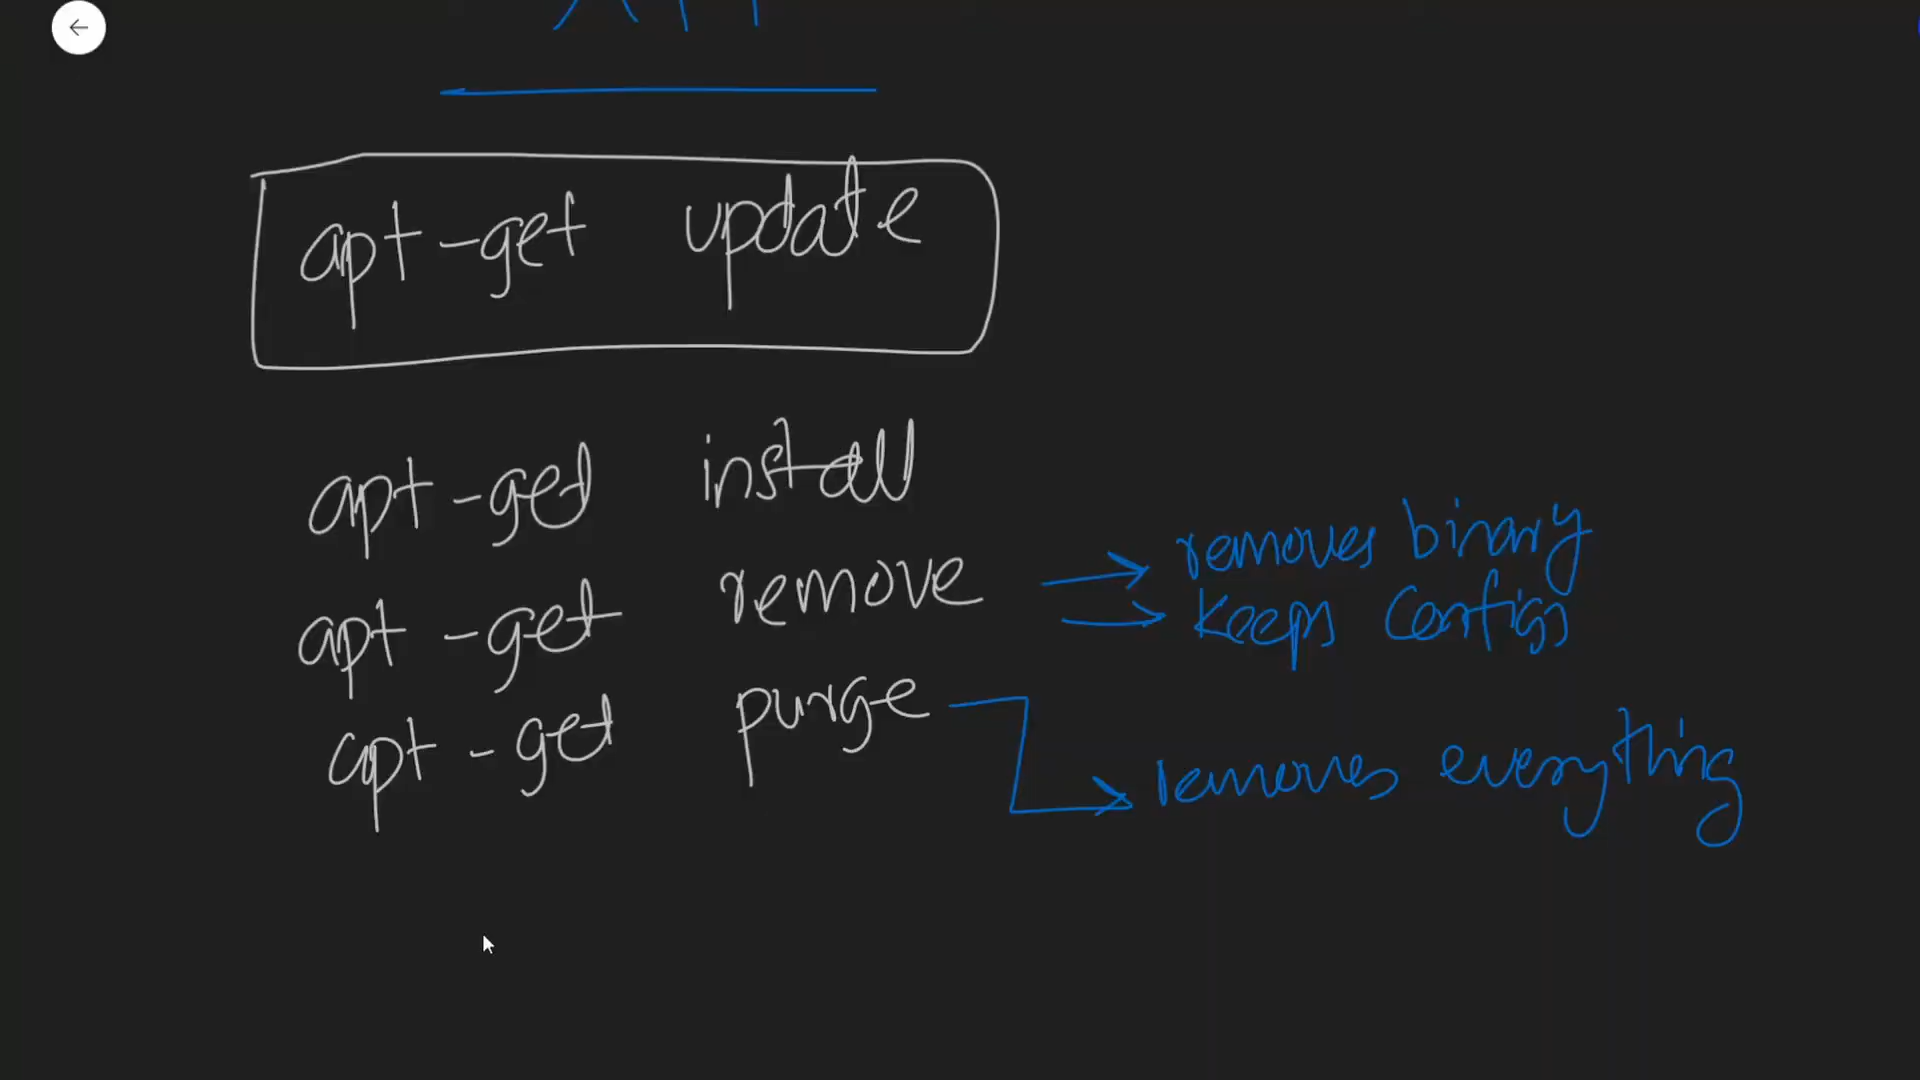 apt-get update
apt-get install
apt-get remove → removes binary
→ keeps configs
apt-get purge → removes everything